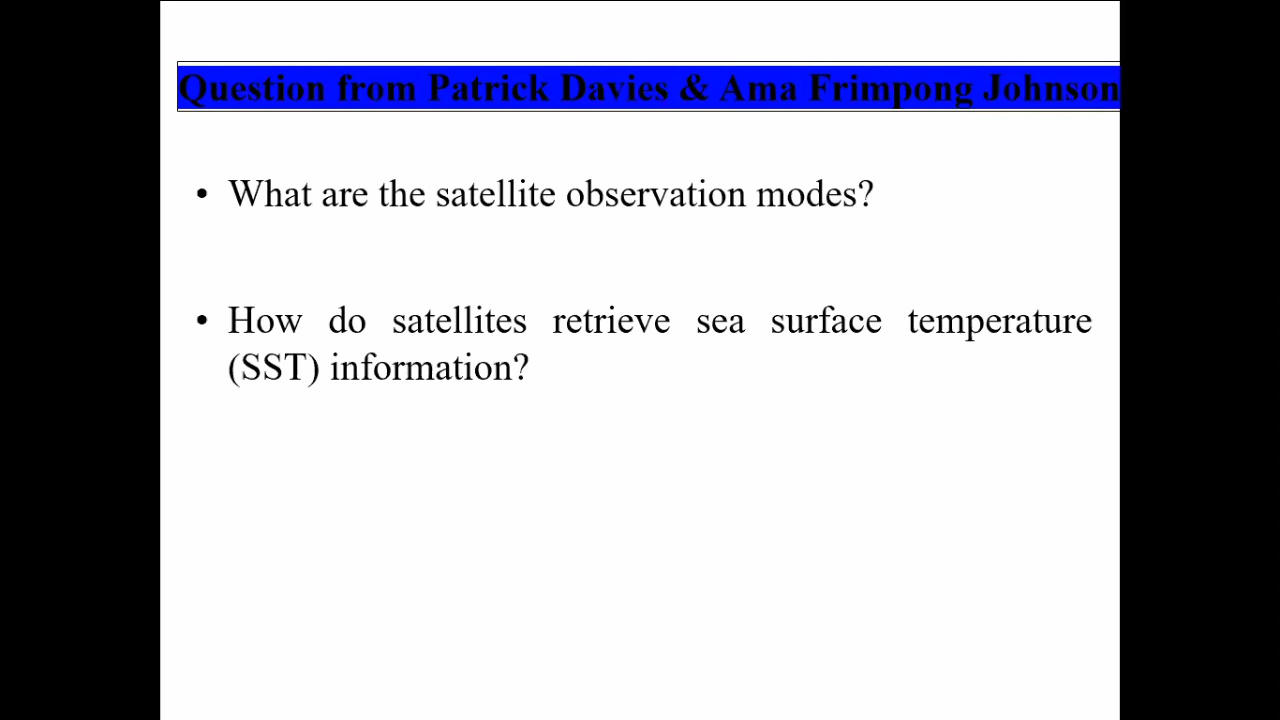 Question from Patrick Davies & Ama Frimpong Johnson
• What are the satellite observation modes?
• How do satellites retrieve sea surface temperature
(SST) information?